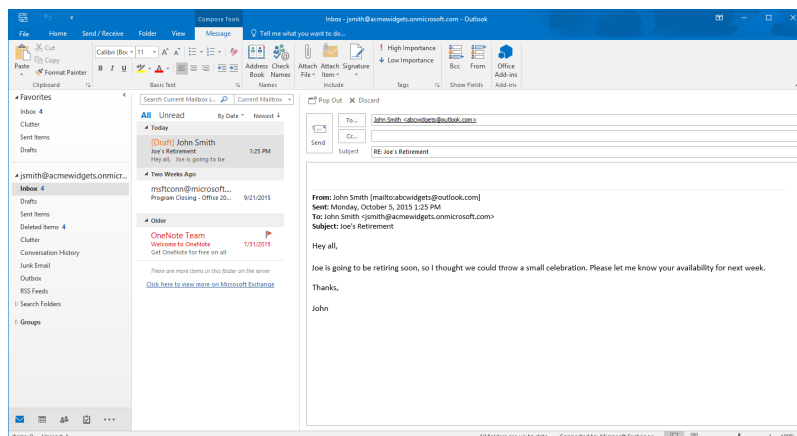 Compose Tools
Inbox - jsmith@acmewidgets.onmicrosoft.com - Outlook
File Home Send / Receive Folder View Message Tell me what you want to do...
Paste
Cut
Copy
Format Painter
Clipboard
Calibri (Boc 11
B I U
Basic Text
Address Book
Check Names
Names
Attach File
Attach Item
Signature
Include
High Importance
Low Importance
Tags
Bcc From
Show Fields
Office Add-ins
Add-ins
Favorites
Inbox 4
Clutter
Sent Items
Drafts
jsmith@acmewidgets.onmicr...
Inbox 4
Drafts
Sent Items
Deleted Items 4
Clutter
Conversation History
Junk Email
Outbox
RSS Feeds
Search Folders
Groups
Search Current Mailbox (... Current Mailbox
All Unread By Date Newest ↓
Today
[Draft] John Smith
Joe's Retirement 1:25 PM
Hey all, Joe is going to be
Two Weeks Ago
msftconn@microsoft....
Program Closing - Office 20... 9/21/2015
Older
OneNote Team
Welcome to OneNote 7/31/2015
Get OneNote for free on all
There are more items in this folder on the server
Click here to view more on Microsoft Exchange
Pop Out Discard
Send
To... John Smith <abcwidgets@outlook.com>
Cc...
Subject RE: Joe's Retirement
From: John Smith [mailto:abcwidgets@outlook.com]
Sent: Monday, October 5, 2015 1:25 PM
To: John Smith <jsmith@acmewidgets.onmicrosoft.com>
Subject: Joe's Retirement
Hey all,
Joe is going to be retiring soon, so I thought we could throw a small celebration. Please let me know your availability for next week.
Thanks,
John